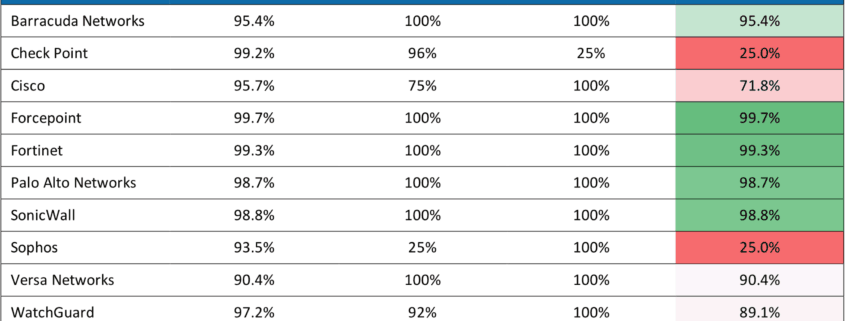 Barracuda Networks 95.4% 100% 100% 95.4%
Check Point 99.2% 96% 25% 25.0%
Cisco 95.7% 75% 100% 71.8%
Forcepoint 99.7% 100% 100% 99.7%
Fortinet 99.3% 100% 100% 99.3%
Palo Alto Networks 98.7% 100% 100% 98.7%
SonicWall 98.8% 100% 100% 98.8%
Sophos 93.5% 25% 100% 25.0%
Versa Networks 90.4% 100% 100% 90.4%
WatchGuard 97.2% 92% 100% 89.1%